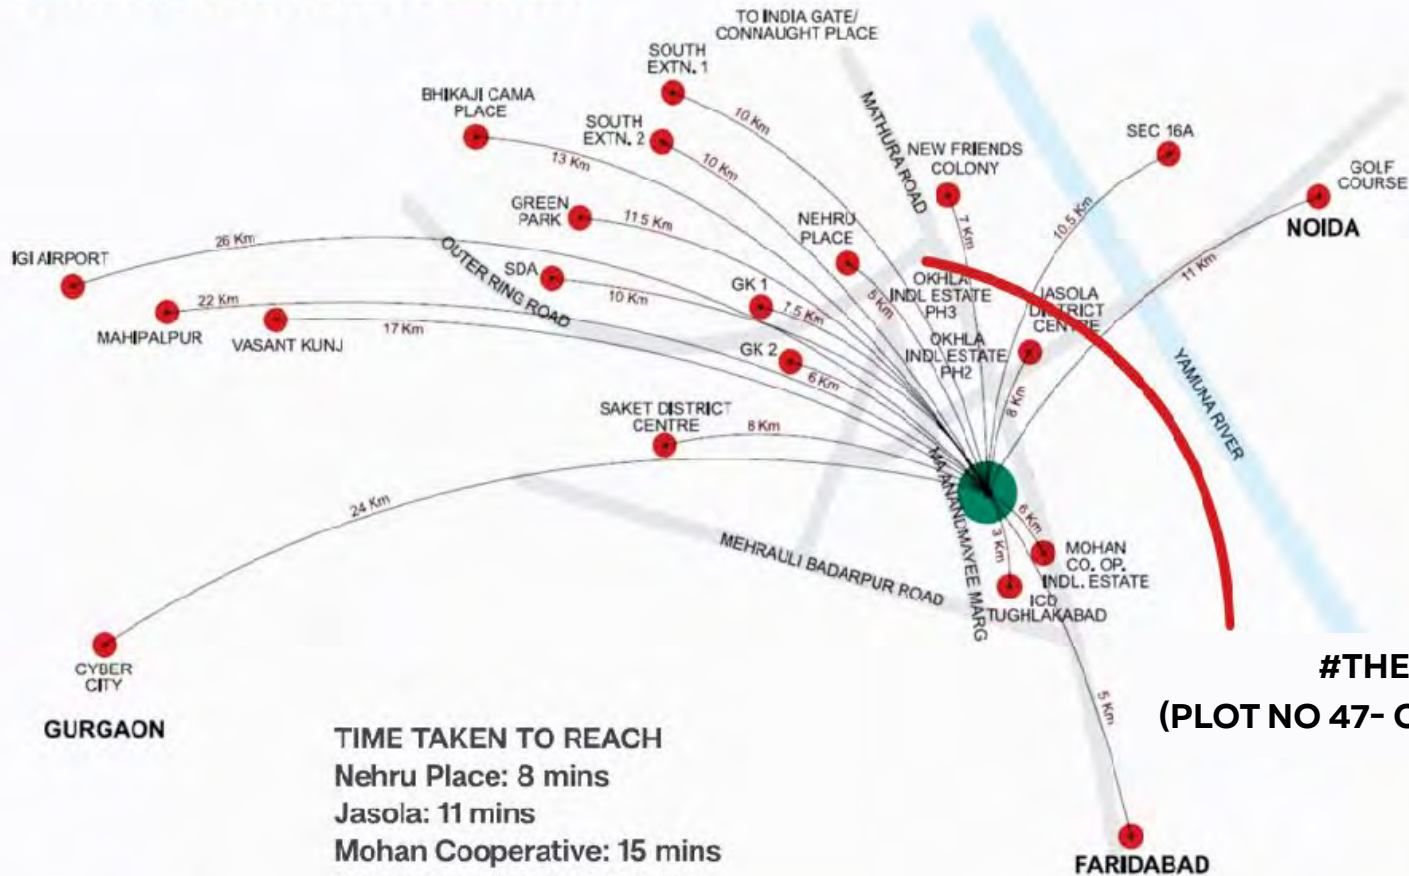 TO INDIA GATE/
CONNAUGHT PLACE
SOUTH
EXTN. 1
BHIKAJI CAMA
PLACE
SOUTH
EXTN. 2
10 Km
MATHURA ROAD
SEC 16A
NEW FRIENDS
COLONY
GOLF
COURSE
NOIDA
13 Km
10 Km
GREEN
PARK
11.5 Km
NEHRU
PLACE
7 Km
10.5 Km
11 Km
IGI AIRPORT
26 Km
OUTER RING ROAD
SDA
10 Km
GK 1
7.5 Km
5 Km
OKHLA
INDL ESTATE
PH3
JASOLA
DISTRICT
CENTRE
MAHIPALPUR
22 Km
VASANT KUNJ
17 Km
GK 2
6 Km
OKHLA
INDL ESTATE
PH2
8 Km
YAMUNA RIVER
SAKET DISTRICT
CENTRE
8 Km
24 Km
MA ANANDMAYEE MARG
6 Km
3 Km
MOHAN
CO. OP.
INDL. ESTATE
ICD
TUGHLAKABAD
MEHRAULI BADARPUR ROAD
CYBER
CITY
GURGAON
5 Km
FARIDABAD
#THE
(PLOT NO 47-
TIME TAKEN TO REACH
Nehru Place: 8 mins
Jasola: 11 mins
Mohan Cooperative: 15 mins